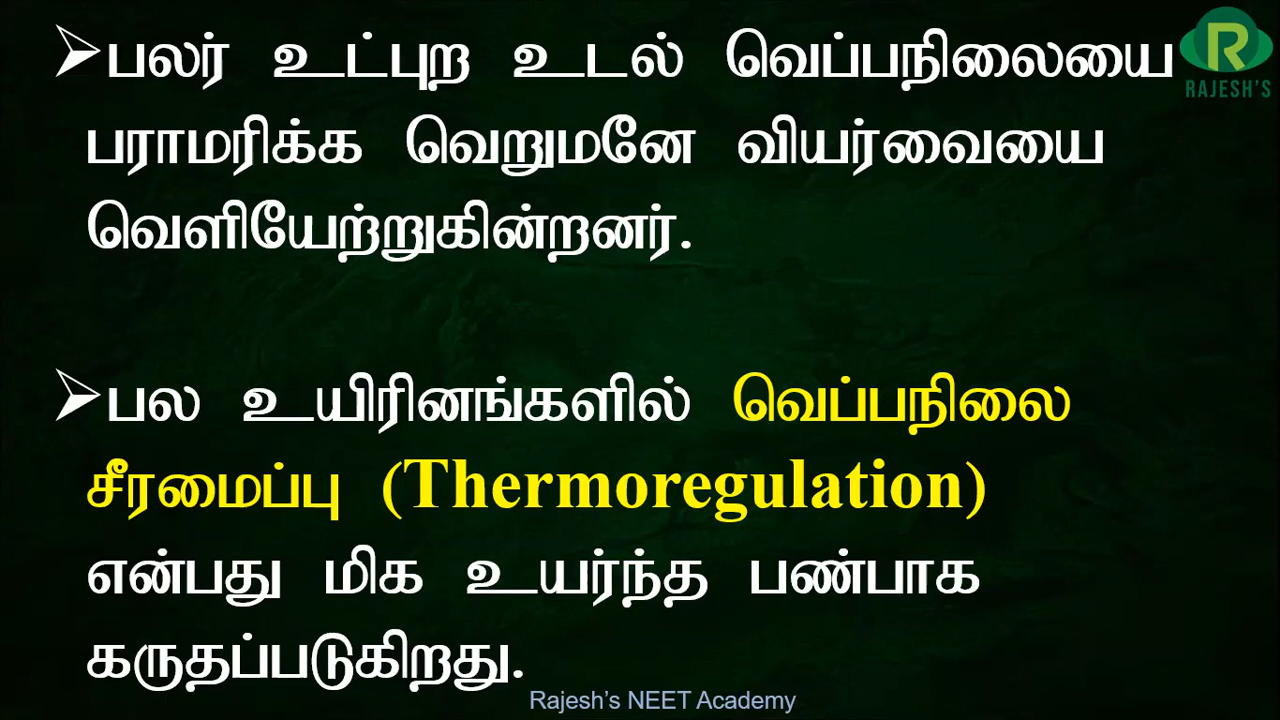 ➢பலர் உட்புற உடல் வெப்பநிலையை
பராமரிக்க வெறுமனே வியர்வையை
வெளியேற்றுகின்றனர்.
➢பல உயிரினங்களில் வெப்பநிலை
சீரமைப்பு (Thermoregulation)
என்பது மிக உயர்ந்த பண்பாக
கருதப்படுகிறது.
R
RAJESH'S
Rajesh's NEET Academy